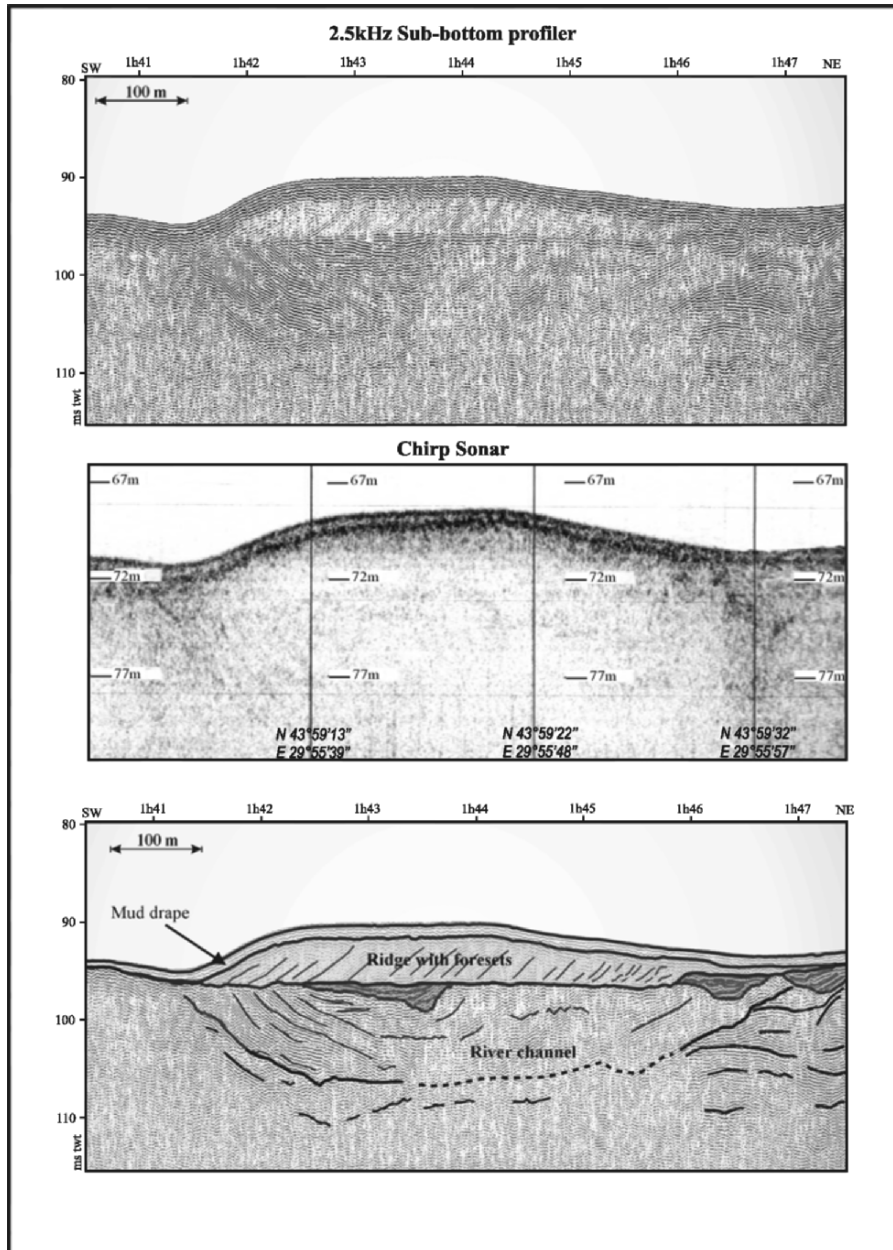 2.5kHz Sub-bottom profiler
SW 1h41 1h42 1h43 1h44 1h45 1h46 1h47 NE
80
100 m
90
100
110
ms twt
Chirp Sonar
67m 67m 67m 67m
72m 72m 72m 72m
77m 77m 77m 77m
N 43°59'13" N 43°59'22" N 43°59'32"
E 29°55'39" E 29°55'48" E 29°55'57"
SW 1h41 1h42 1h43 1h44 1h45 1h46 1h47 NE
80
100 m
Mud drape
90
Ridge with foresets
100
River channel
110
ms twt